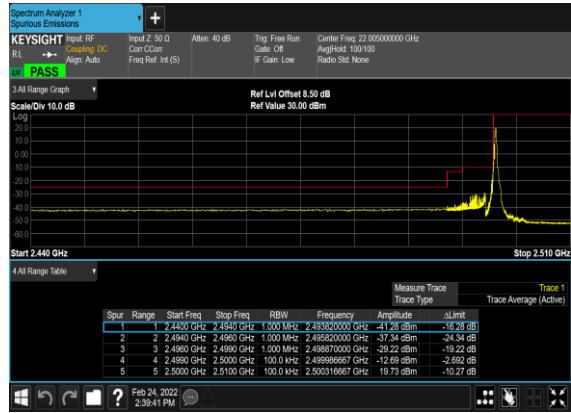 Spectrum Analyzer 1
Spurious Emissions
KEYSIGHT Input: RF Input Z: 50 Ω Atten: 40 dB Trig: Free Run Center Freq: 22.005000000 GHz
RL Coupling: DC Corr CCorr Gate: Off Avg|Hold: 100/100
Align: Auto Freq Ref: Int (S) IF Gain: Low Radio Std: None
PASS
3 All Range Graph
Ref Lvl Offset 8.50 dB
Scale/Div 10.0 dB Ref Value 30.00 dBm
Log
20.0
10.0
0.00
-10.0
-20.0
-30.0
-40.0
-50.0
-60.0
Start 2.440 GHz Stop 2.510 GHz
4 All Range Table
Measure Trace Trace 1
Trace Type Trace Average (Active)
Spur Range Start Freq Stop Freq RBW Frequency Amplitude ΔLimit
1 1 2.4400 GHz 2.4940 GHz 1.000 MHz 2.493820000 GHz -41.28 dBm -16.28 dB
2 2 2.4940 GHz 2.4960 GHz 1.000 MHz 2.495820000 GHz -37.34 dBm -24.34 dB
3 3 2.4960 GHz 2.4990 GHz 1.000 MHz 2.498870000 GHz -29.22 dBm -19.22 dB
4 4 2.4990 GHz 2.5000 GHz 100.0 kHz 2.499986667 GHz -12.69 dBm -2.692 dB
5 5 2.5000 GHz 2.5100 GHz 100.0 kHz 2.500316667 GHz 19.73 dBm -10.27 dB
Feb 24, 2022
2:39:41 PM